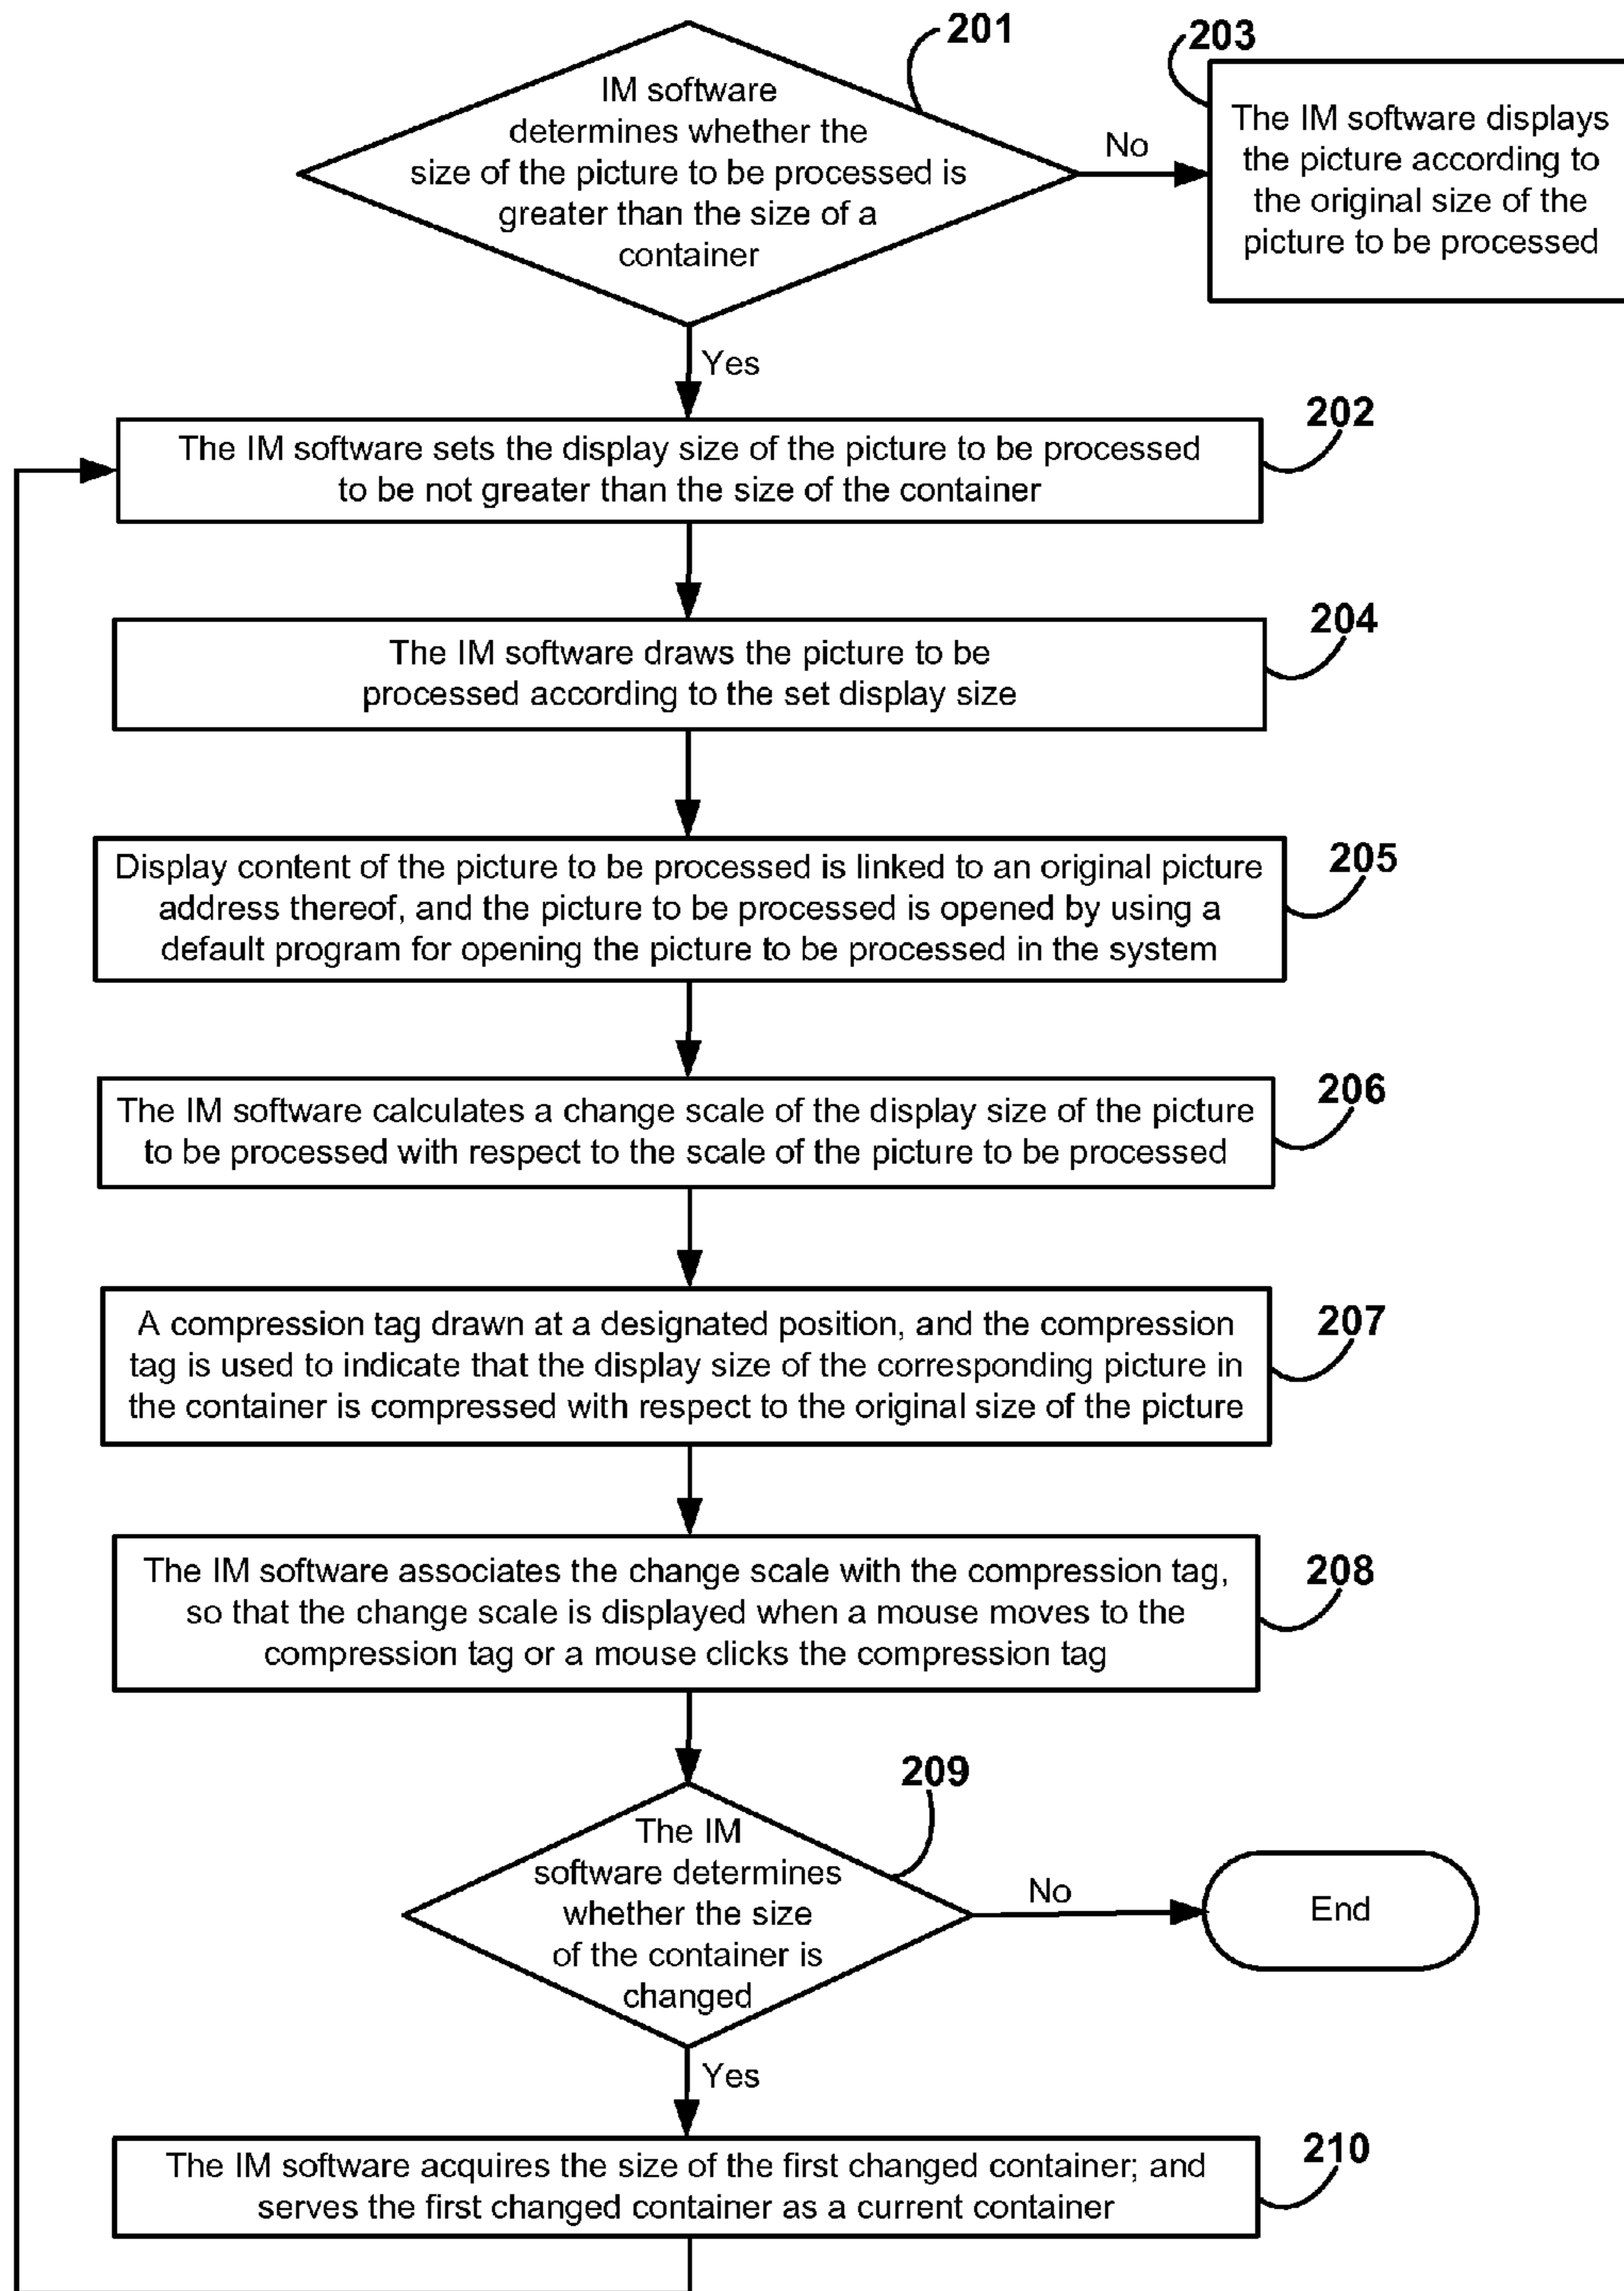 201
IM software
determines whether the
size of the picture to be processed is
greater than the size of a
container
No
203
The IM software displays
the picture according to
the original size of the
picture to be processed
Yes
202
The IM software sets the display size of the picture to be processed
to be not greater than the size of the container
204
The IM software draws the picture to be
processed according to the set display size
205
Display content of the picture to be processed is linked to an original picture
address thereof, and the picture to be processed is opened by using a
default program for opening the picture to be processed in the system
206
The IM software calculates a change scale of the display size of the picture
to be processed with respect to the scale of the picture to be processed
207
A compression tag drawn at a designated position, and the compression
tag is used to indicate that the display size of the corresponding picture in
the container is compressed with respect to the original size of the picture
208
The IM software associates the change scale with the compression tag,
so that the change scale is displayed when a mouse moves to the
compression tag or a mouse clicks the compression tag
209
The IM
software determines
whether the size
of the container is
changed
No
End
Yes
210
The IM software acquires the size of the first changed container; and
serves the first changed container as a current container